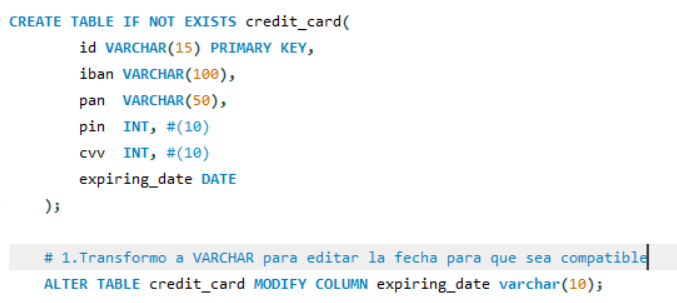 CREATE TABLE IF NOT EXISTS credit_card(
id VARCHAR(15) PRIMARY KEY,
iban VARCHAR(100),
pan VARCHAR(50),
pin INT, #(10)
cvv INT, #(10)
expiring_date DATE
);
# 1.Transformo a VARCHAR para editar la fecha para que sea compatible
ALTER TABLE credit_card MODIFY COLUMN expiring_date varchar(10);